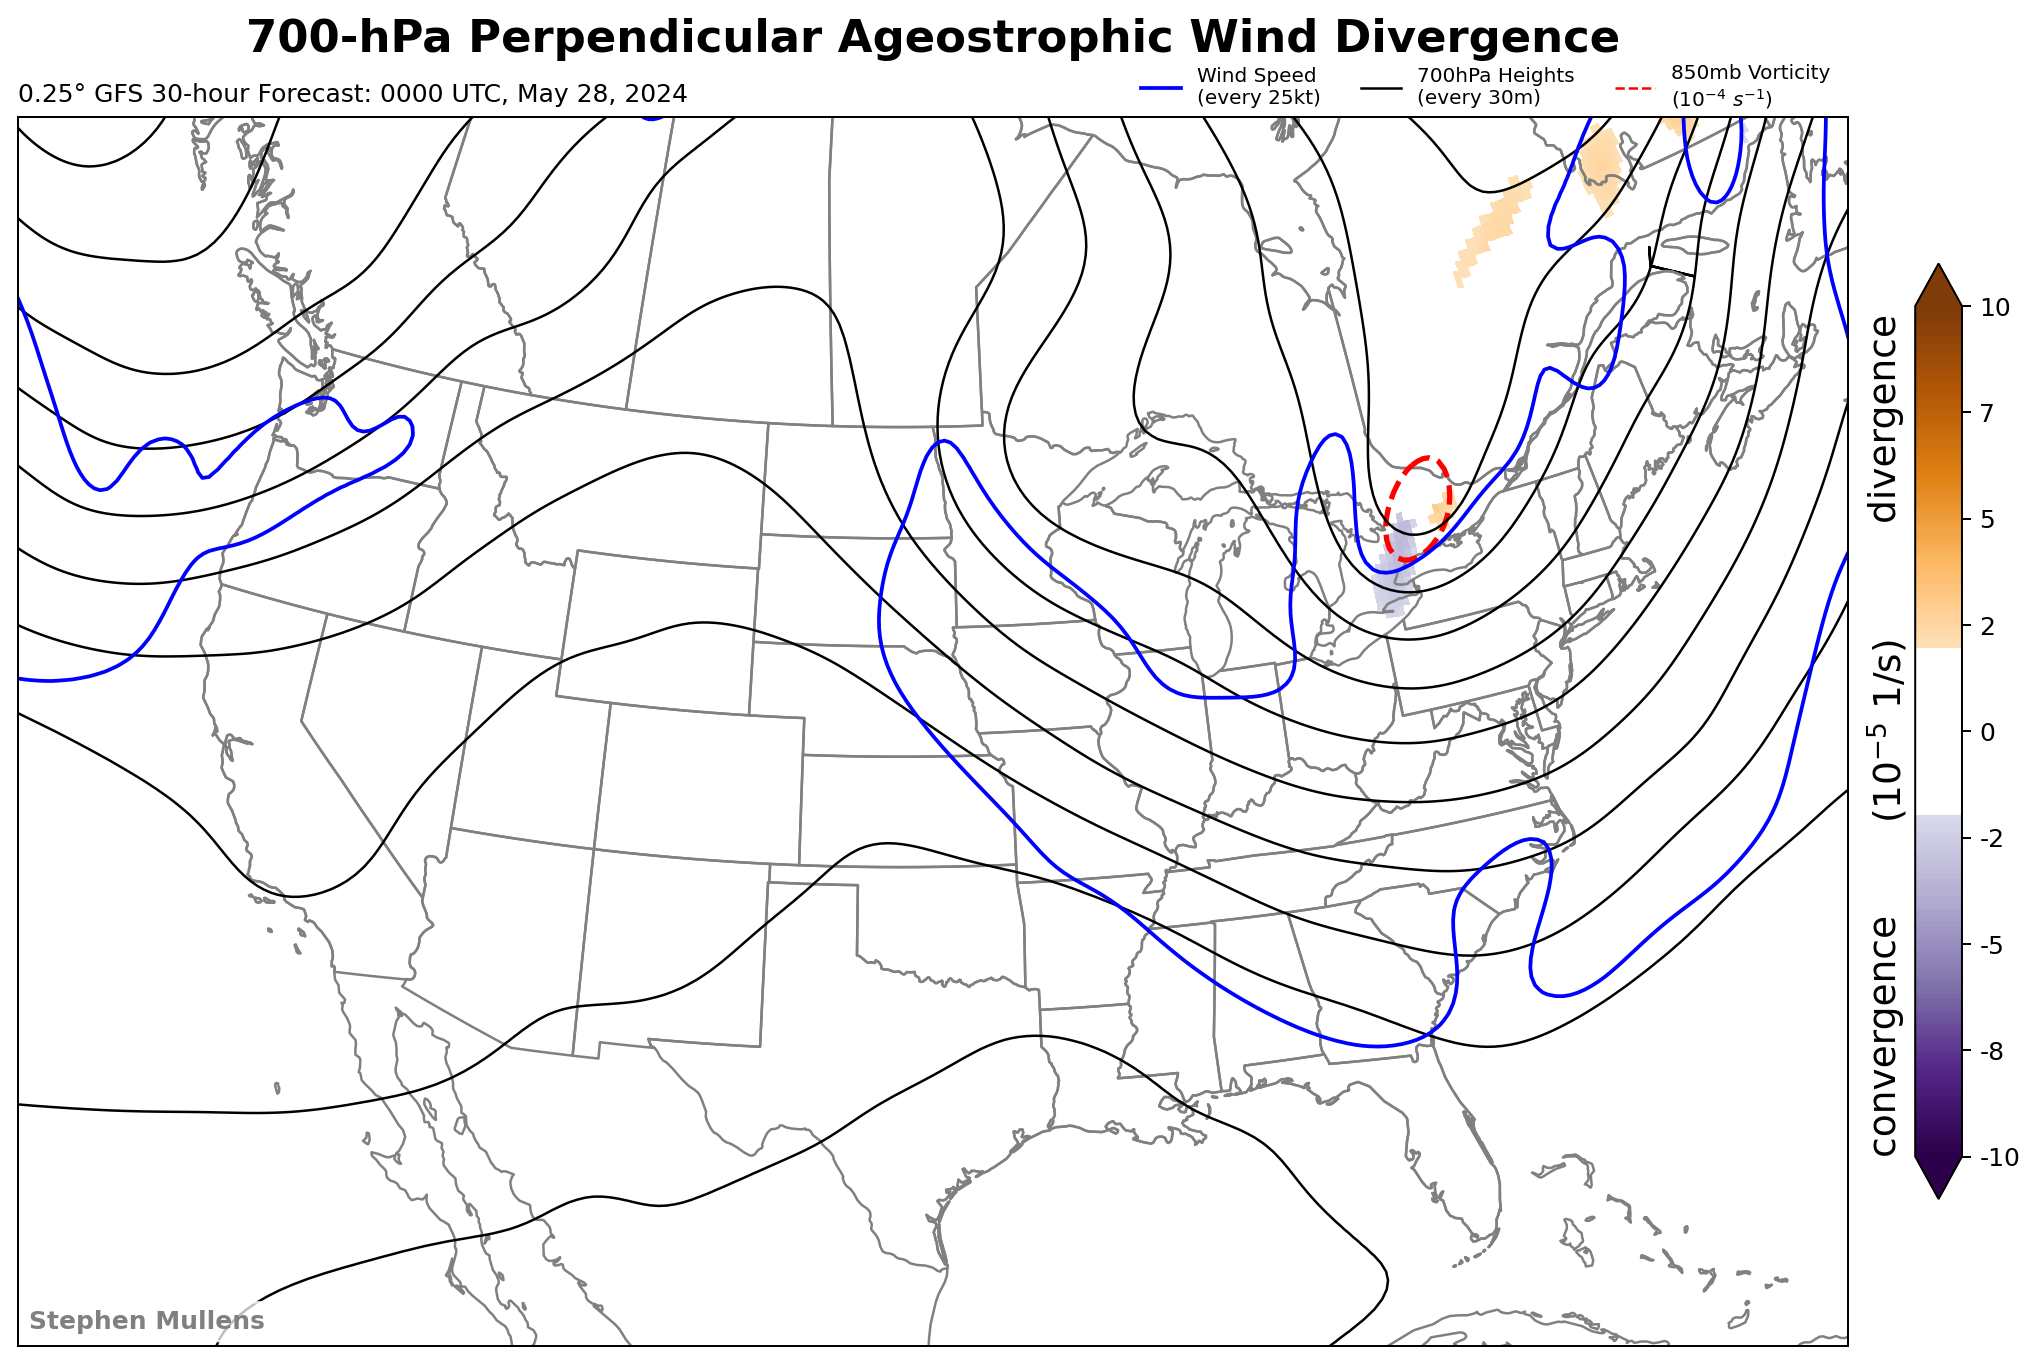 700-hPa Perpendicular Ageostrophic Wind Divergence
0.25° GFS 30-hour Forecast: 0000 UTC, May 28, 2024
Wind Speed
(every 25kt)
700hPa Heights
(every 30m)
850mb Vorticity
(10⁻⁴ s⁻¹)
10
7
5
2
0
-2
-5
-8
-10
convergence (10⁻⁵ 1/s) divergence
Stephen Mullens